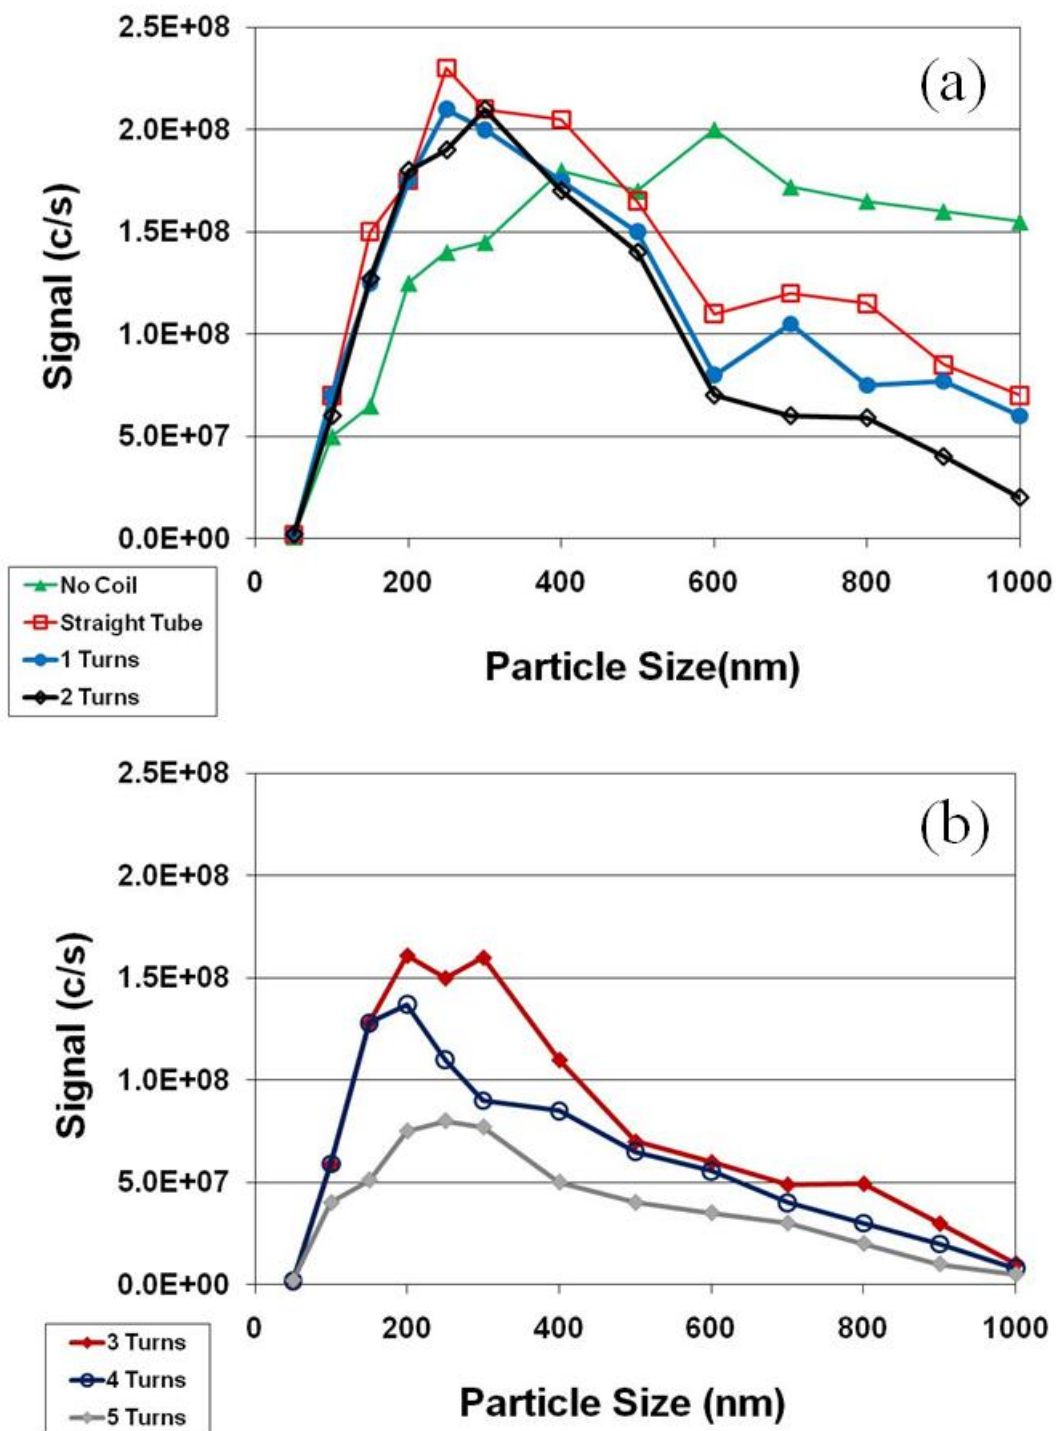 (a)
Signal (c/s)
2.5E+08
2.0E+08
1.5E+08
1.0E+08
5.0E+07
0.0E+00
0 200 400 600 800 1000
Particle Size(nm)
No Coil
Straight Tube
1 Turns
2 Turns
(b)
Signal (c/s)
2.5E+08
2.0E+08
1.5E+08
1.0E+08
5.0E+07
0.0E+00
0 200 400 600 800 1000
Particle Size (nm)
3 Turns
4 Turns
5 Turns